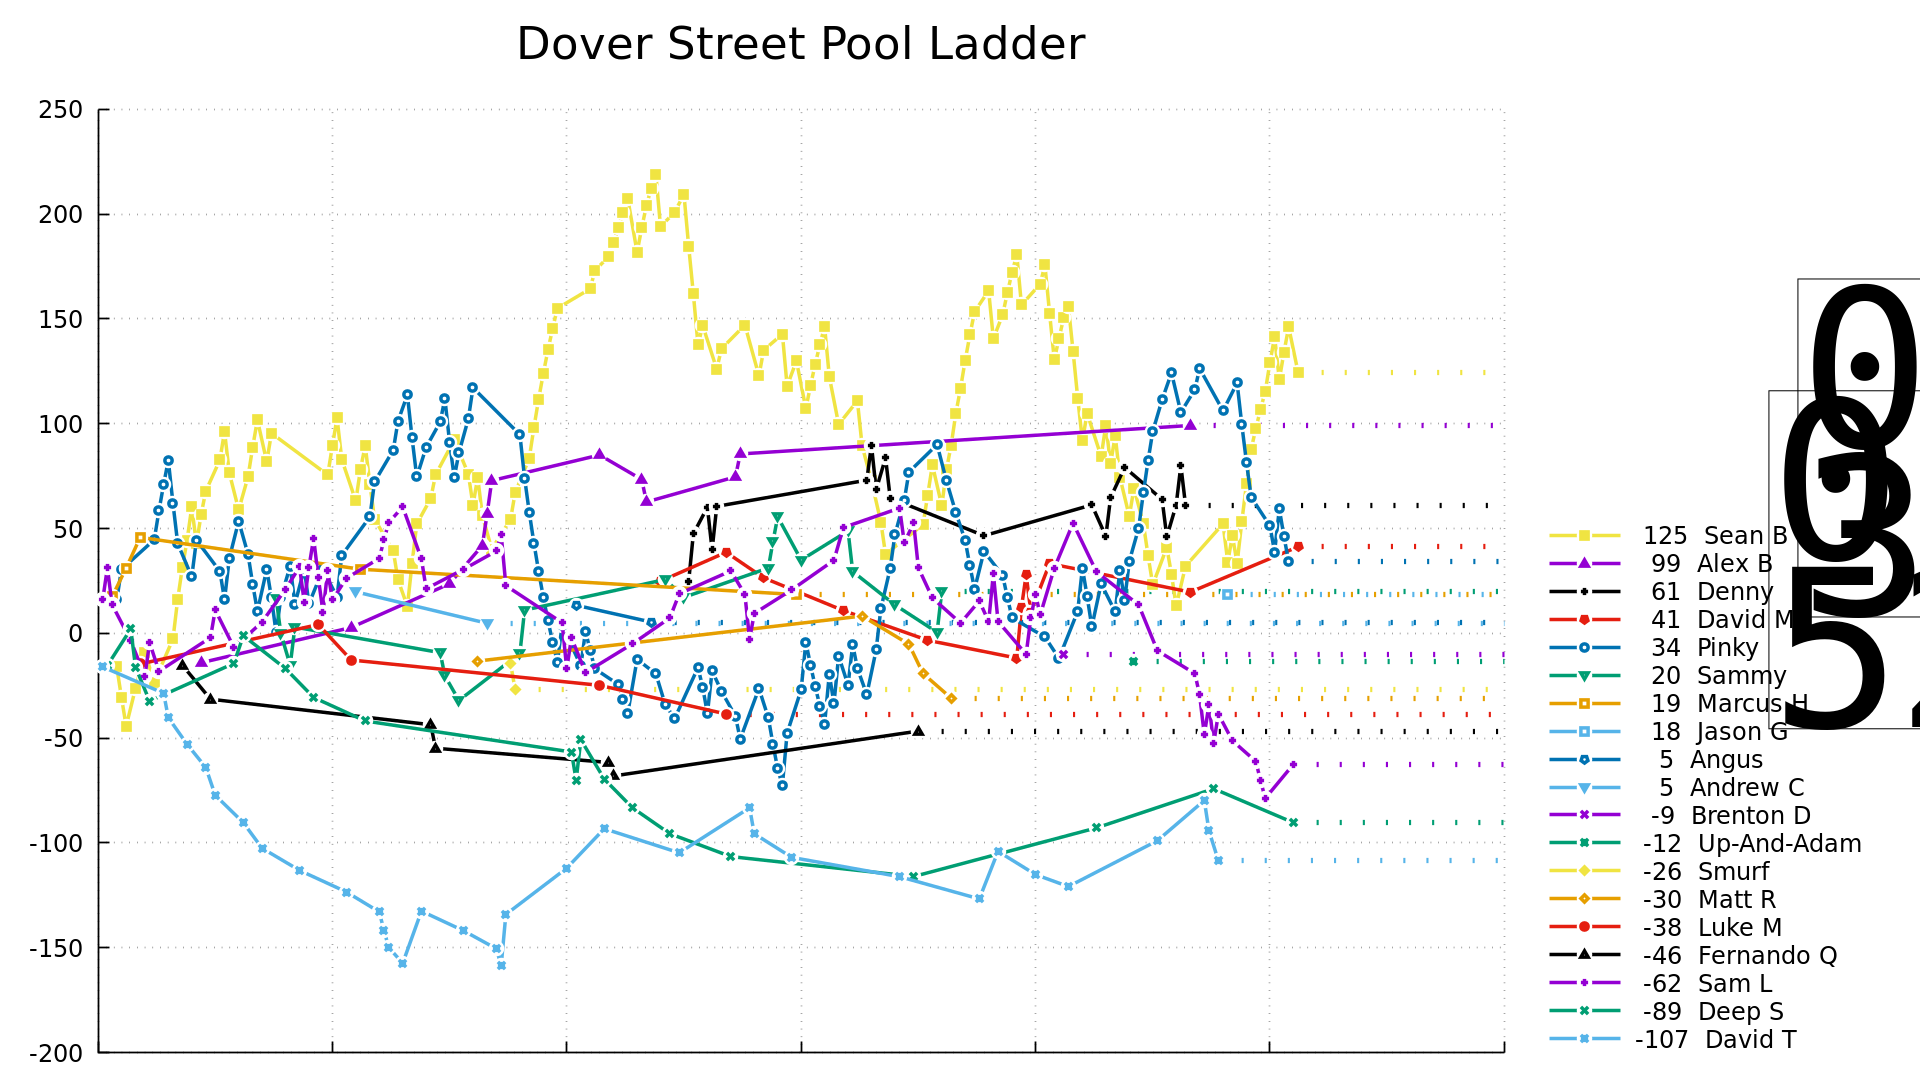 Dover Street Pool Ladder
250
200
150
100
50
0
-50
-100
-150
-200
125 Sean B
99 Alex B
61 Denny
41 David M
34 Pinky
20 Sammy
19 Marcus H
18 Jason G
5 Angus
5 Andrew C
-9 Brenton D
-12 Up-And-Adam
-26 Smurf
-30 Matt R
-38 Luke M
-46 Fernando Q
-62 Sam L
-89 Deep S
-107 David T